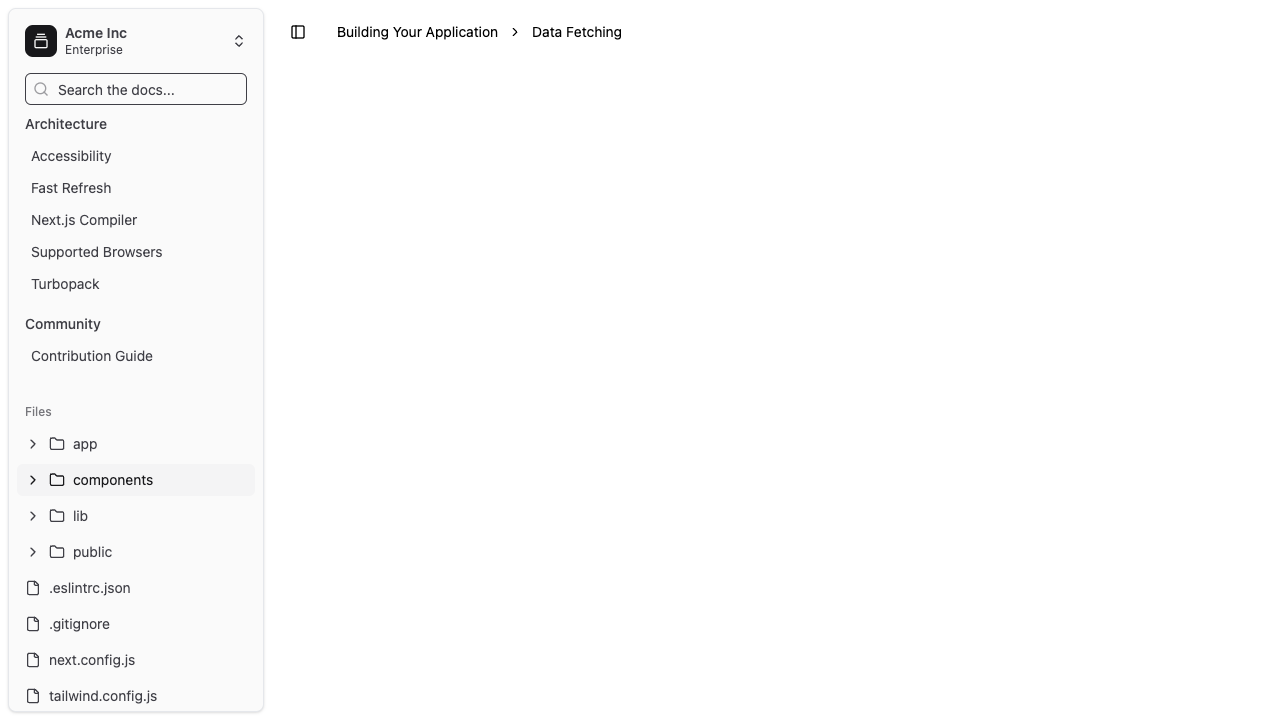 Acme Inc
Enterprise
Search the docs...
Architecture
Accessibility
Fast Refresh
Next.js Compiler
Supported Browsers
Turbopack
Community
Contribution Guide
Files
app
components
lib
public
.eslintrc.json
.gitignore
next.config.js
tailwind.config.js
Building Your Application
Data Fetching